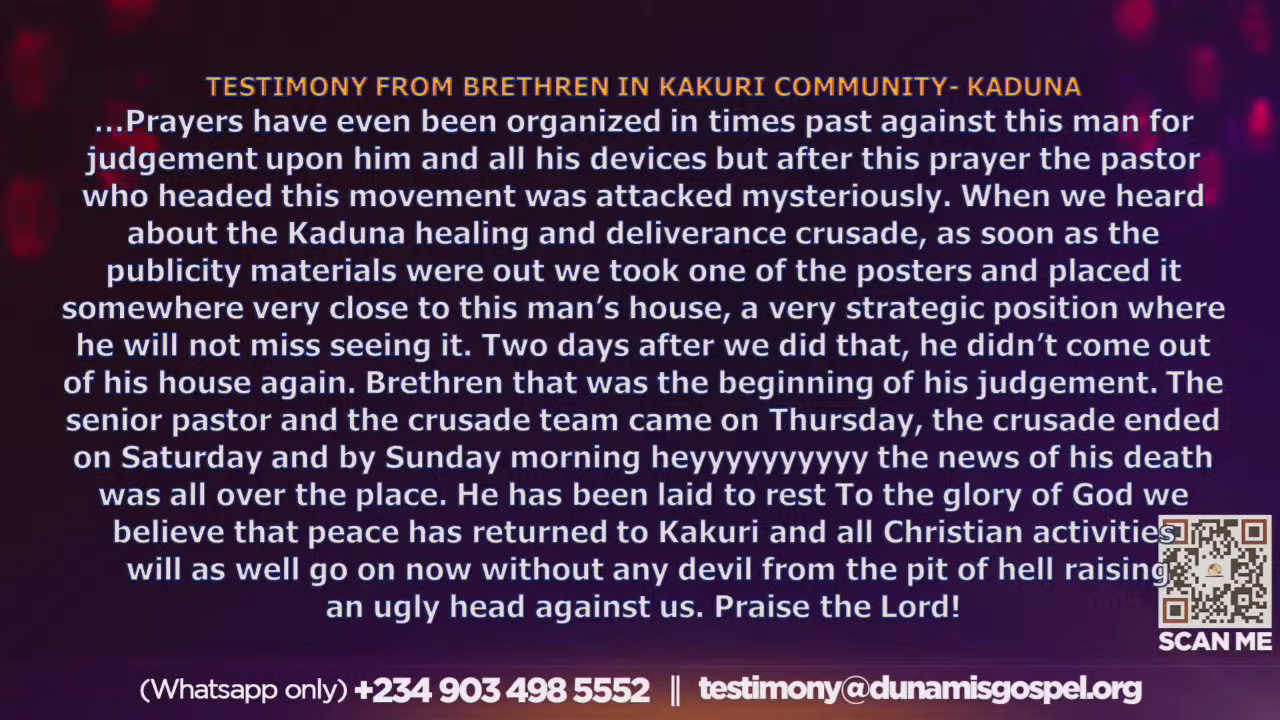 TESTIMONY FROM BRETHREN IN KAKURI COMMUNITY- KADUNA
...Prayers have even been organized in times past against this man for
judgement upon him and all his devices but after this prayer the pastor
who headed this movement was attacked mysteriously. When we heard
about the Kaduna healing and deliverance crusade, as soon as the
publicity materials were out we took one of the posters and placed it
somewhere very close to this man’s house, a very strategic position where
he will not miss seeing it. Two days after we did that, he didn’t come out
of his house again. Brethren that was the beginning of his judgement. The
senior pastor and the crusade team came on Thursday, the crusade ended
on Saturday and by Sunday morning heyyyyyyyyyy the news of his death
was all over the place. He has been laid to rest To the glory of God we
believe that peace has returned to Kakuri and all Christian activities
will as well go on now without any devil from the pit of hell raising
an ugly head against us. Praise the Lord!
SCAN ME
(Whatsapp only) +234 903 498 5552 || testimony@dunamisgospel.org